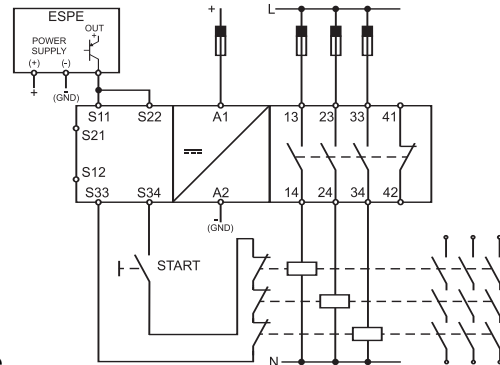 ESPE
OUT
POWER
SUPPLY
(+) (-)
+ - (GND)
+
L
S11 S22 A1 13 23 33 41
S21
S12
S33 S34 A2 14 24 34 42
- (GND)
START
N